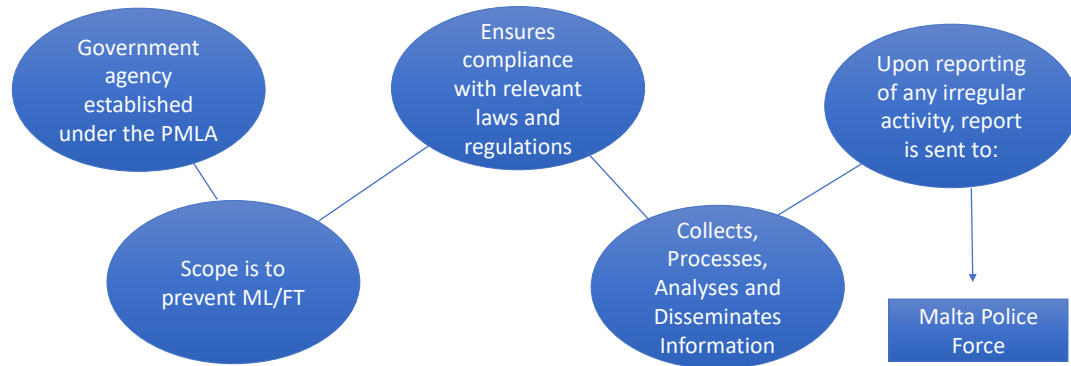 Government
agency
established
under the PMLA
Scope is to
prevent ML/FT
Ensures
compliance
with relevant
laws and
regulations
Collects,
Processes,
Analyses and
Disseminates
Information
Upon reporting
of any irregular
activity, report
is sent to:
Malta Police
Force